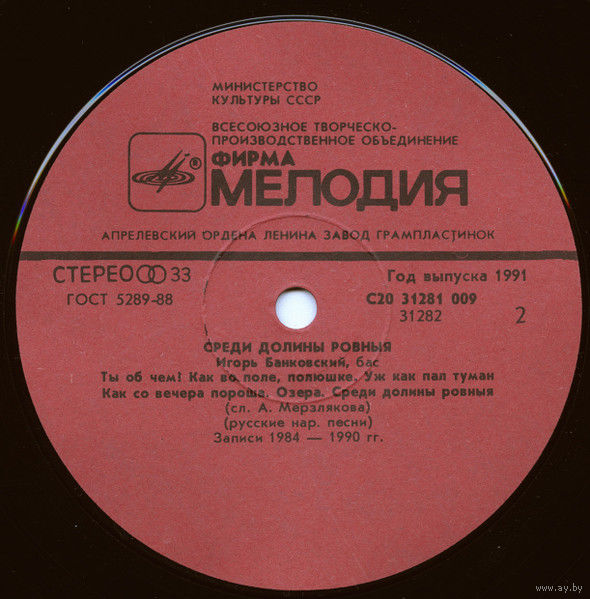 МИНИСТЕРСТВО
КУЛЬТУРЫ СССР
ВСЕСОЮЗНОЕ ТВОРЧЕСКО-
ПРОИЗВОДСТВЕННОЕ ОБЪЕДИНЕНИЕ
ФИРМА
® МЕЛОДИЯ
АПРЕЛЕВСКИЙ ОРДЕНА ЛЕНИНА ЗАВОД ГРАМПЛАСТИНОК
СТЕРЕО 33
Год выпуска 1991
ГОСТ 5289-88
С20 31281 009
31282
2
СРЕДИ ДОЛИНЫ РОВНЫЯ
Игорь Банковский, бас
Ты об чем! Как во поле, полюшке. Уж как пал туман
Как со вечера пороша. Озера. Среди долины ровныя
(сл. А. Мерзлякова)
(русские нар. песни)
Записи 1984 — 1990 гг.
www.ay.by